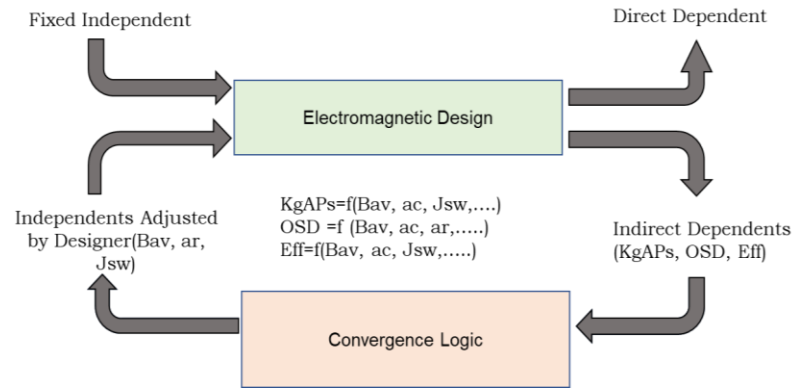 Fixed Independent
Direct Dependent
Electromagnetic Design
KgAPs=f(Bav, ac, Jsw,....)
OSD =f (Bav, ac, ar,.....)
Eff=f(Bav, ac, Jsw,.....)
Independents Adjusted
by Designer(Bav, ar,
Jsw)
Indirect Dependents
(KgAPs, OSD, Eff)
Convergence Logic